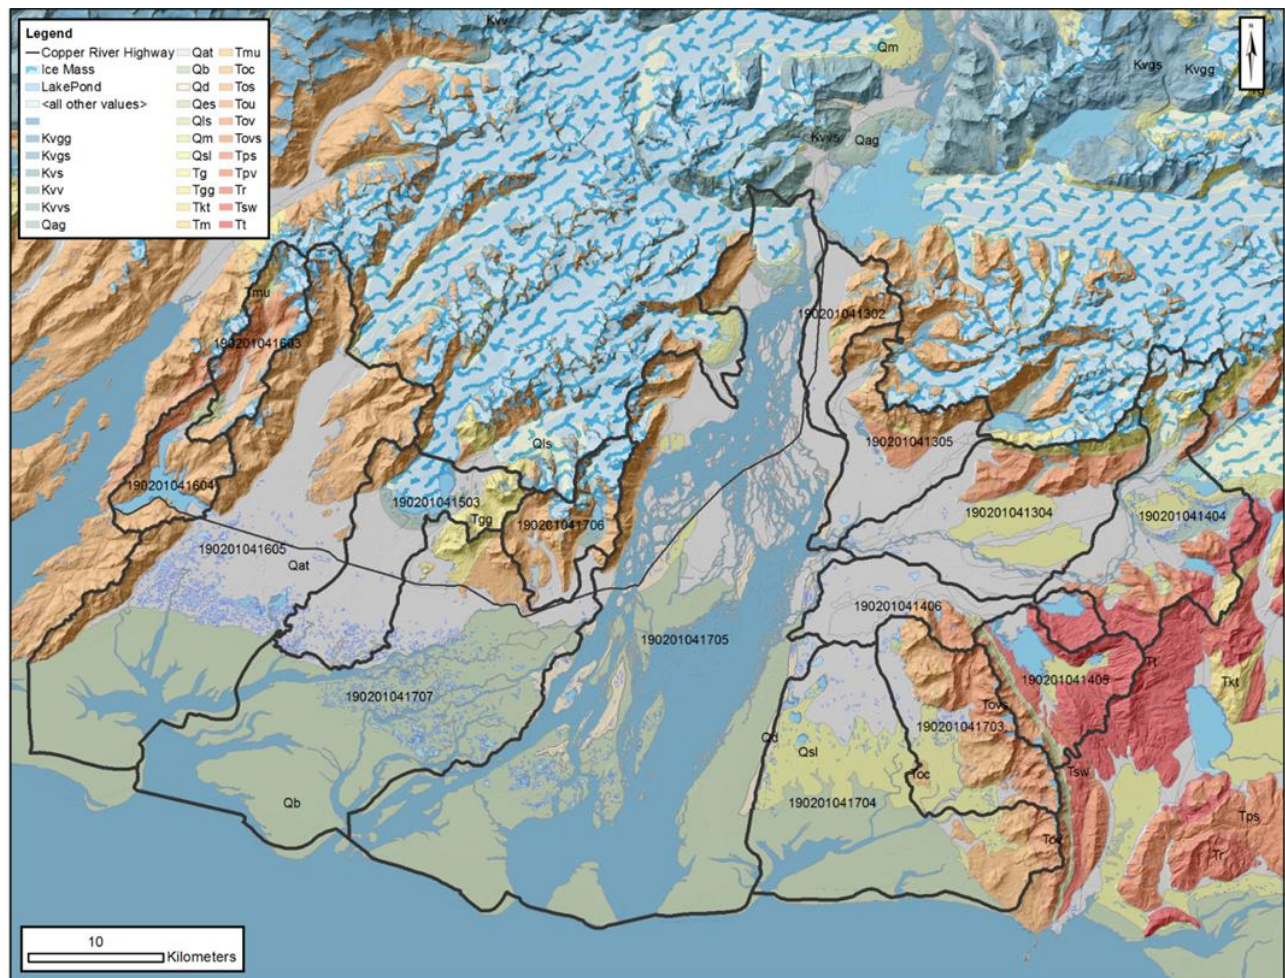 Legend
Copper River Highway
Ice Mass
LakePond
<all other values>
Kvgg
Kvgs
Kvs
Kvv
Kvvs
Qag
Qat
Qb
Qd
Qes
Qls
Qm
Qsl
Tg
Tgg
Tkt
Tm
Tmu
Toc
Tos
Tou
Tov
Tovs
Tps
Tpv
Tr
Tsw
Tt
Kvv
Qm
N
Kvgs
Kvgg
Kvvs
Qag
Tmu
190201041302
190201041603
190201041305
Qls
190201041604
190201041503
190201041304
190201041404
Tgg
190201041706
190201041605
Qat
190201041406
190201041705
Tt
190201041405
Tkt
190201041707
Tovs
190201041703
Qd
Qsl
Toc
Tsw
Qb
190201041704
Tps
Tr
10
Kilometers